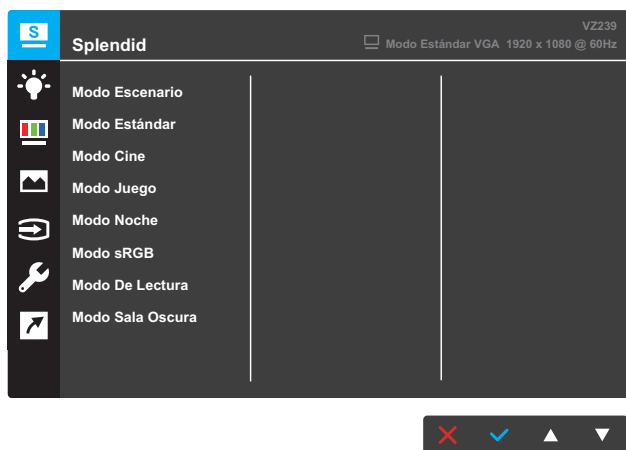 S
VZ239
Splendid
Modo Estándar VGA 1920 x 1080 @ 60Hz
Modo Escenario
Modo Estándar
Modo Cine
Modo Juego
Modo Noche
Modo sRGB
Modo De Lectura
Modo Sala Oscura